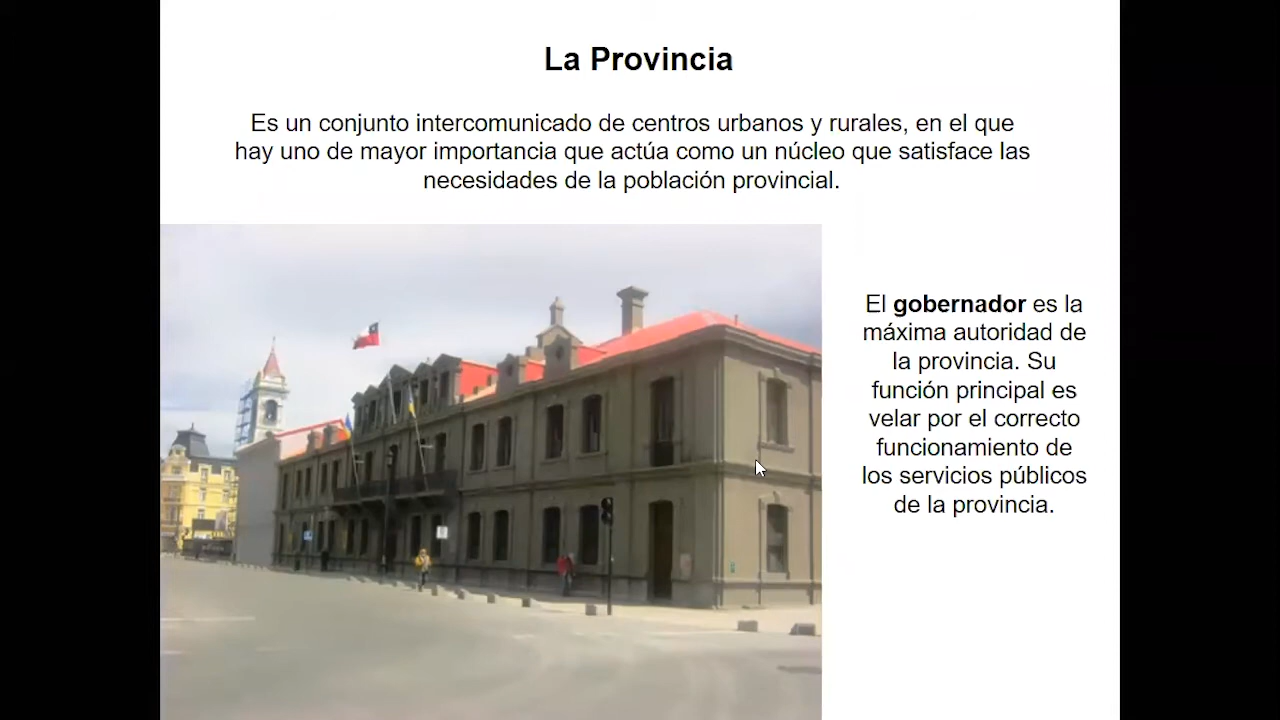 La Provincia
Es un conjunto intercomunicado de centros urbanos y rurales, en el que
hay uno de mayor importancia que actúa como un núcleo que satisface las
necesidades de la población provincial.
El gobernador es la
máxima autoridad de
la provincia. Su
función principal es
velar por el correcto
funcionamiento de
los servicios públicos
de la provincia.